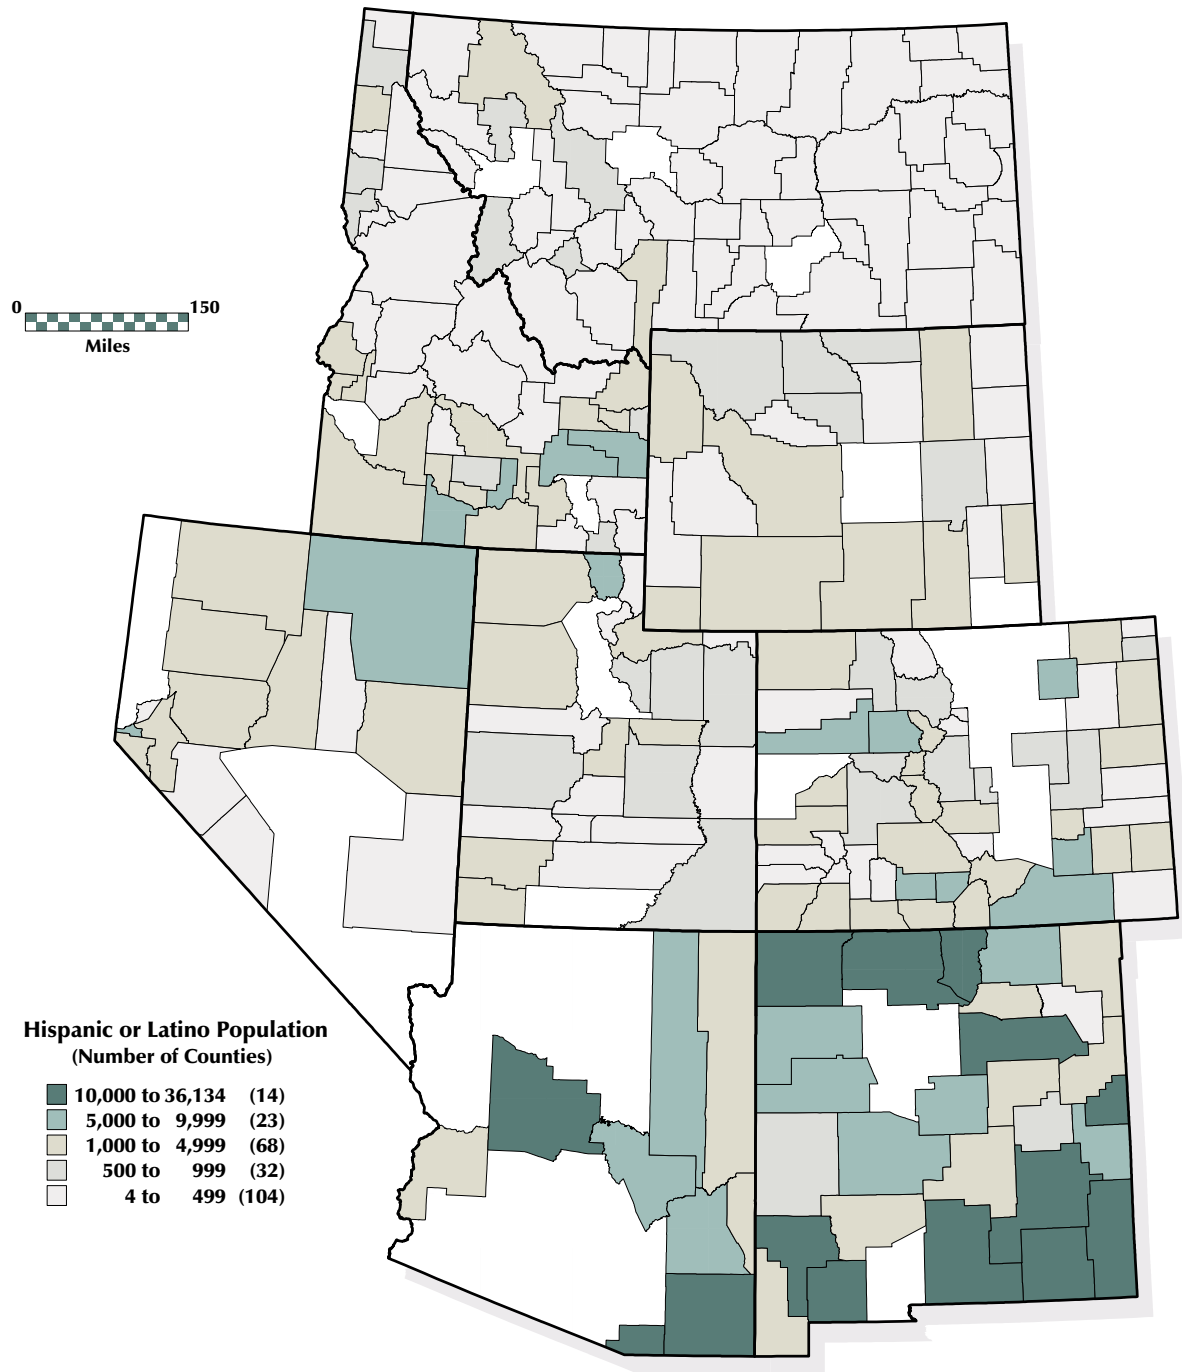 0 150
Miles
Hispanic or Latino Population
(Number of Counties)
10,000 to 36,134 (14)
5,000 to 9,999 (23)
1,000 to 4,999 (68)
500 to 999 (32)
4 to 499 (104)